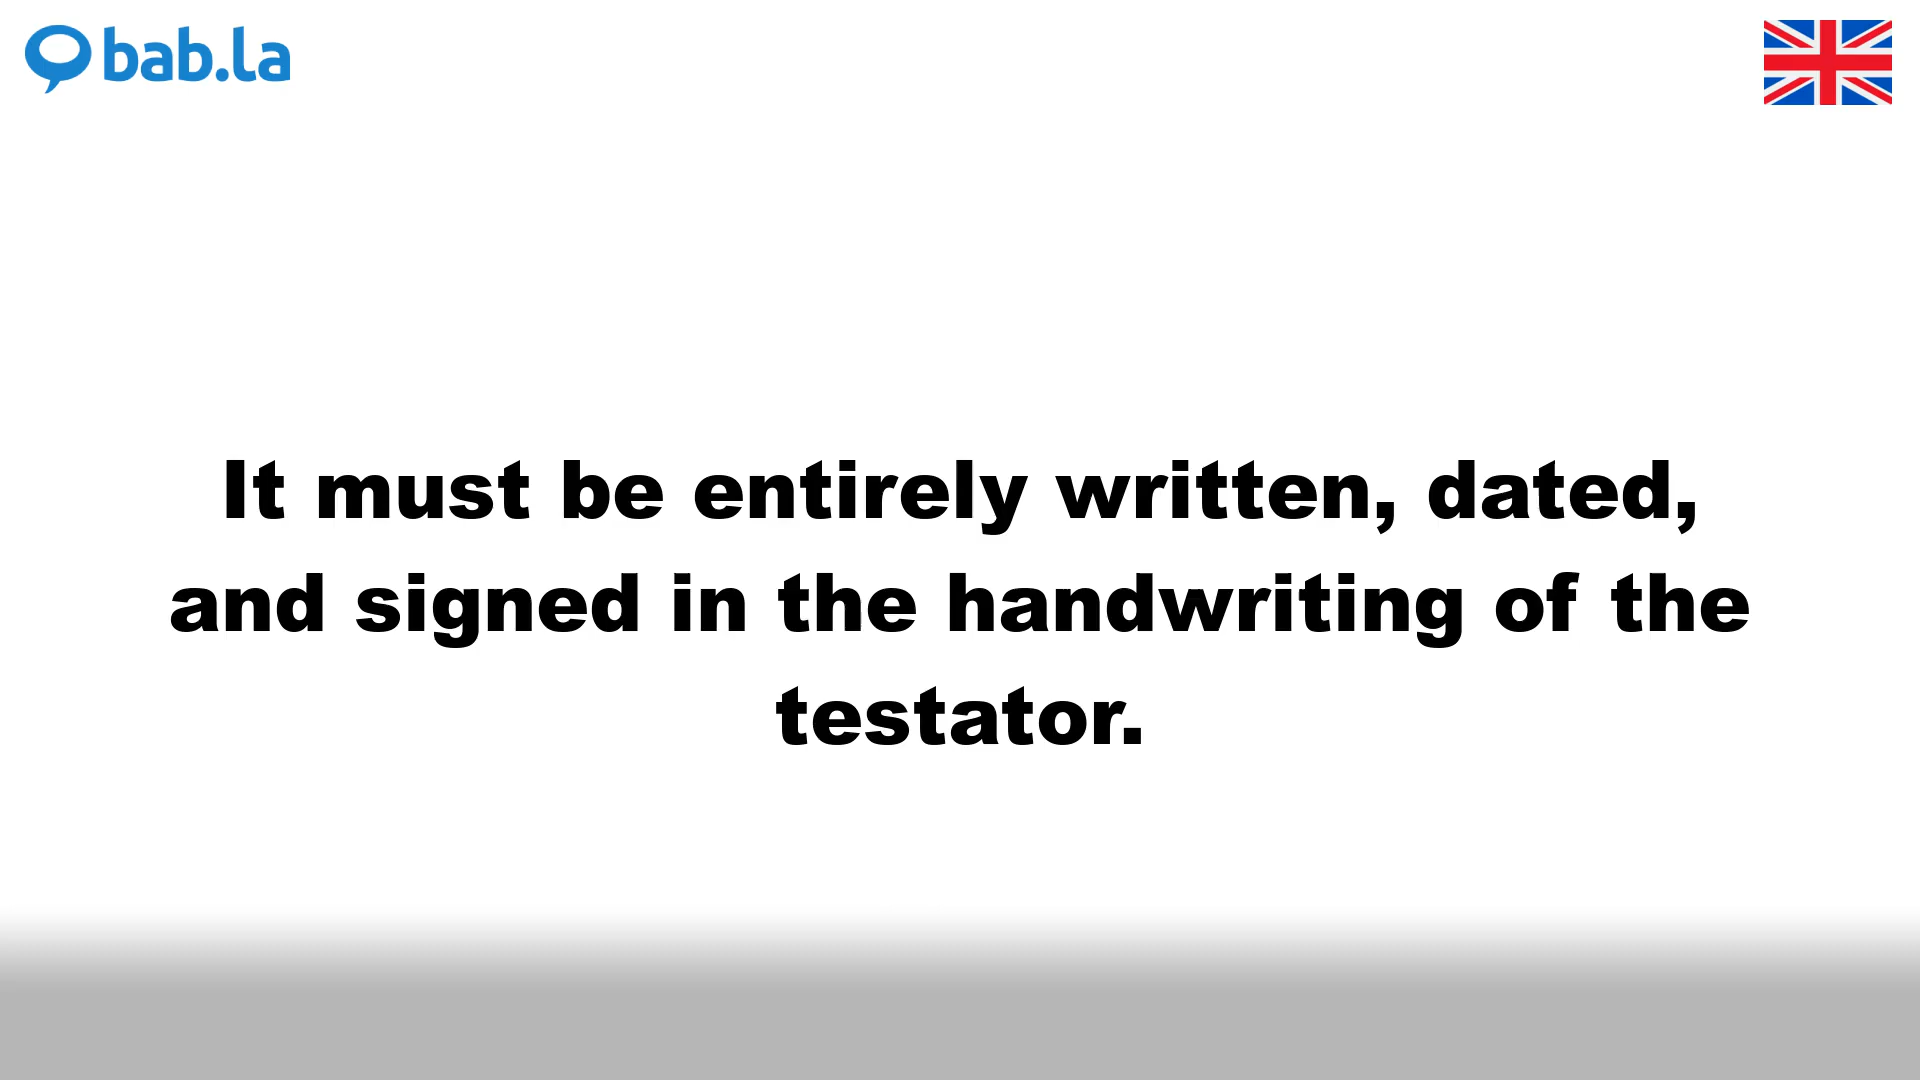 bab.la
It must be entirely written, dated,
and signed in the handwriting of the
testator.